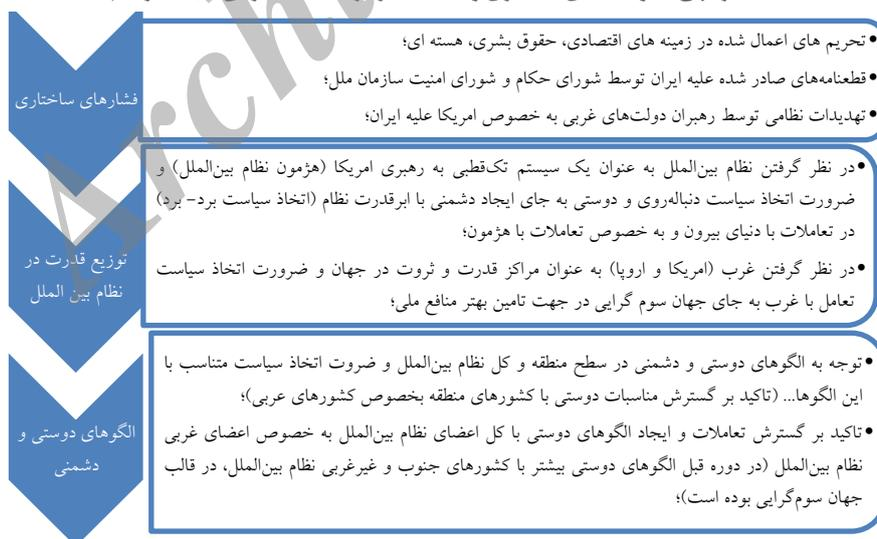 فشارهای ساختاری
•تحریم های اعمال شده در زمینه های اقتصادی، حقوق بشری، هسته ای؛
•قطعنامه‌های صادر شده علیه ایران توسط شورای حکام و شورای امنیت سازمان ملل؛
•تهدیدات نظامی توسط رهبران دولت‌های غربی به خصوص امریکا علیه ایران؛
توزیع قدرت در
نظام بین الملل
•در نظر گرفتن نظام بین‌الملل به عنوان یک سیستم تک‌قطبی به رهبری امریکا (هژمون نظام بین‌الملل) و
ضرورت اتخاذ سیاست دنباله‌روی و دوستی به جای ایجاد دشمنی با ابرقدرت نظام (اتخاذ سیاست برد- برد)
در تعاملات با دنیای بیرون و به خصوص تعاملات با هژمون؛
•در نظر گرفتن غرب (امریکا و اروپا) به عنوان مراکز قدرت و ثروت در جهان و ضرورت اتخاذ سیاست
تعامل با غرب به جای جهان سوم گرایی در جهت تامین بهتر منافع ملی؛
الگوهای دوستی و
دشمنی
•توجه به الگوهای دوستی و دشمنی در سطح منطقه و کل نظام بین‌الملل و ضروت اتخاذ سیاست متناسب با
این الگوها... (تاکید بر گسترش مناسبات دوستی با کشورهای منطقه بخصوص کشورهای عربی)؛
•تاکید بر گسترش تعاملات و ایجاد الگوهای دوستی با کل اعضای نظام بین‌الملل به خصوص اعضای غربی
نظام بین‌الملل (در دوره قبل الگوهای دوستی بیشتر با کشورهای جنوب و غیرغربی نظام بین‌الملل، در قالب
جهان سوم‌گرایی بوده است)؛